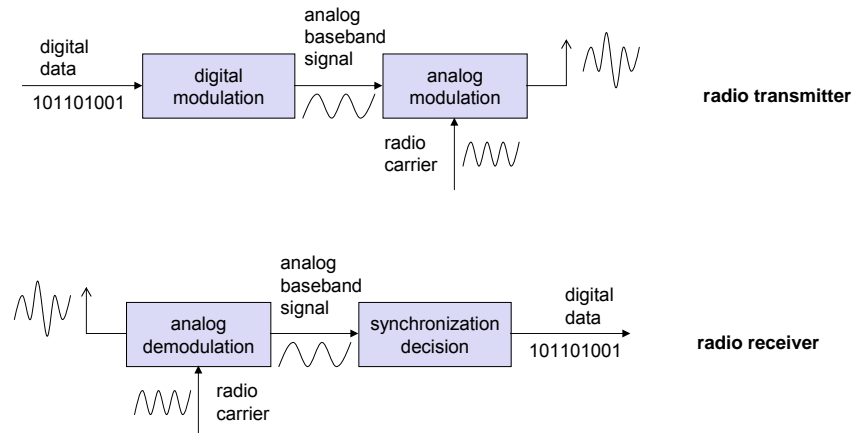 analog
baseband
signal
digital
data
101101001
digital
modulation
analog
modulation
radio
carrier
radio transmitter
analog
baseband
signal
analog
demodulation
synchronization
decision
digital
data
101101001
radio
carrier
radio receiver